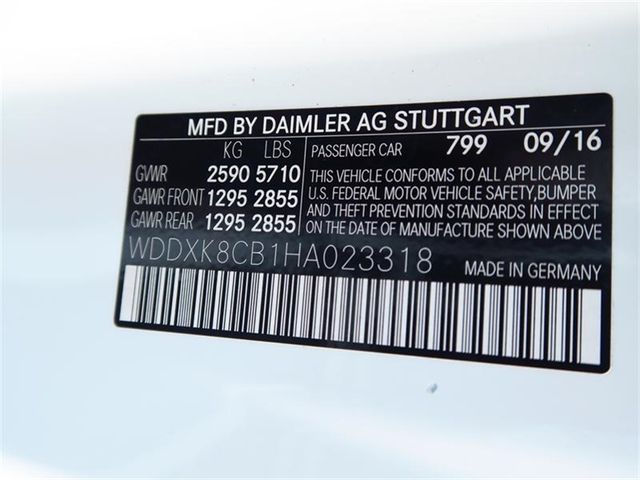 MFD BY DAIMLER AG STUTTGART
KG LBS PASSENGER CAR 799 09/16
GVWR 2590 5710 THIS VEHICLE CONFORMS TO ALL APPLICABLE
GAWR FRONT 1295 2855 U.S. FEDERAL MOTOR VEHICLE SAFETY,BUMPER
GAWR REAR 1295 2855 AND THEFT PREVENTION STANDARDS IN EFFECT
ON THE DATE OF MANUFACTURE SHOWN ABOVE.
WDDXK8CB1HA023318 MADE IN GERMANY